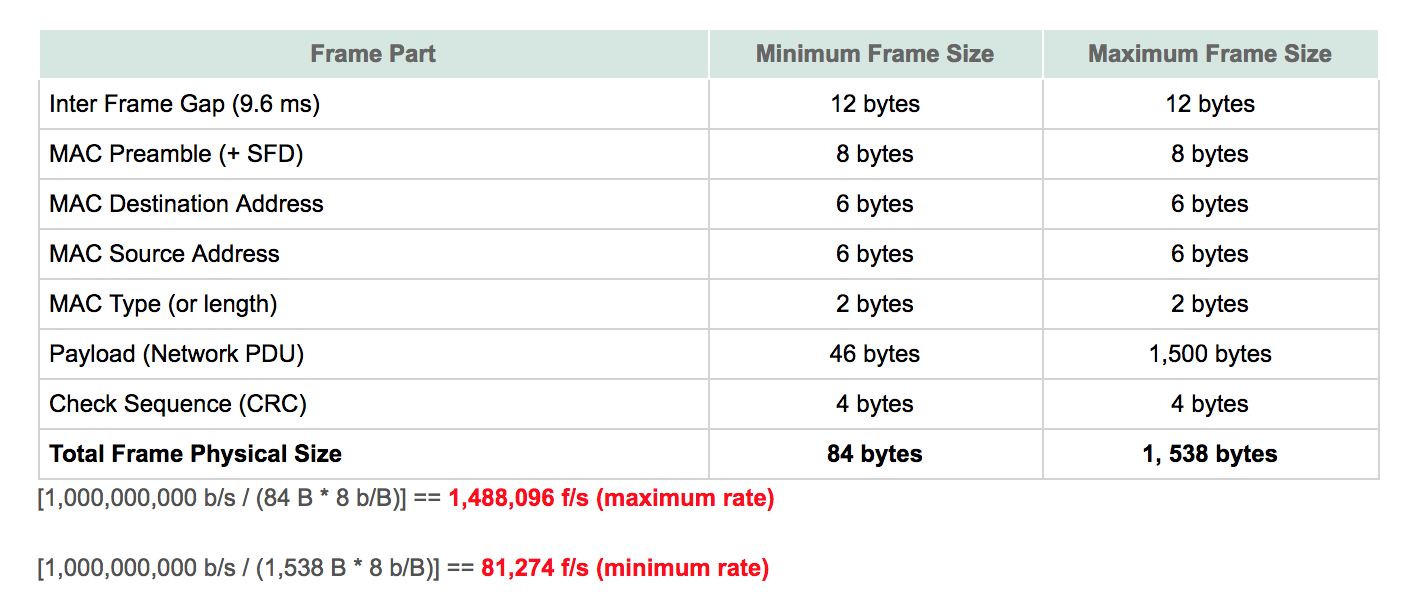 Frame Part Minimum Frame Size Maximum Frame Size
Inter Frame Gap (9.6 ms) 12 bytes 12 bytes
MAC Preamble (+ SFD) 8 bytes 8 bytes
MAC Destination Address 6 bytes 6 bytes
MAC Source Address 6 bytes 6 bytes
MAC Type (or length) 2 bytes 2 bytes
Payload (Network PDU) 46 bytes 1,500 bytes
Check Sequence (CRC) 4 bytes 4 bytes
Total Frame Physical Size 84 bytes 1, 538 bytes
[1,000,000,000 b/s / (84 B * 8 b/B)] == 1,488,096 f/s (maximum rate)
[1,000,000,000 b/s / (1,538 B * 8 b/B)] == 81,274 f/s (minimum rate)